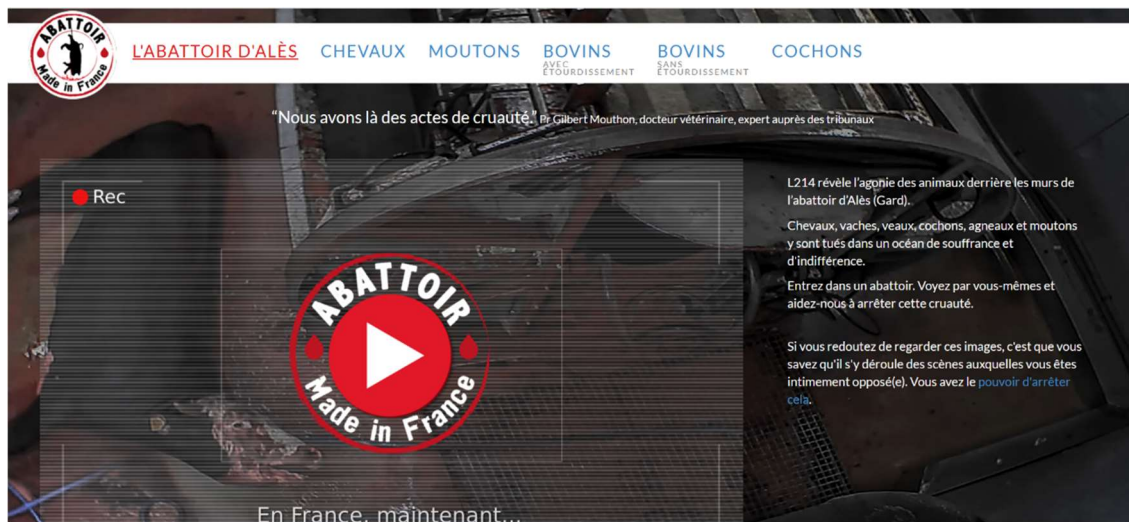 ABATTOIR
Made in France
L'ABATTOIR D'ALÈS
CHEVAUX
MOUTONS
BOVINS
AVEC
ÉTOURDISSEMENT
BOVINS
SANS
ÉTOURDISSEMENT
COCHONS
“Nous avons là des actes de cruauté.” Pr Gilbert Mouthon, docteur vétérinaire, expert auprès des tribunaux
Rec
ABATTOIR
Made in France
En France, maintenant...
L214 révèle l'agonie des animaux derrière les murs de
l'abattoir d'Alès (Gard).
Chevaux, vaches, veaux, cochons, agneaux et moutons
y sont tués dans un océan de souffrance et
d'indifférence.
Entrez dans un abattoir. Voyez par vous-mêmes et
aidez-nous à arrêter cette cruauté.
Si vous redoutez de regarder ces images, c'est que vous
savez qu'il s'y déroule des scènes auxquelles vous êtes
intimement opposé(e). Vous avez le pouvoir d'arrêter
cela.